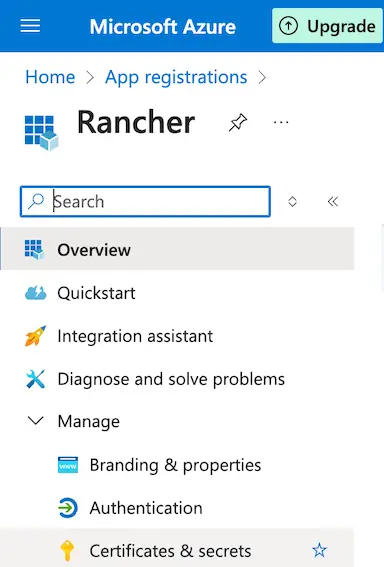 Microsoft Azure
Upgrade
Home > App registrations >
Rancher
Search
Overview
Quickstart
Integration assistant
Diagnose and solve problems
Manage
Branding & properties
Authentication
Certificates & secrets